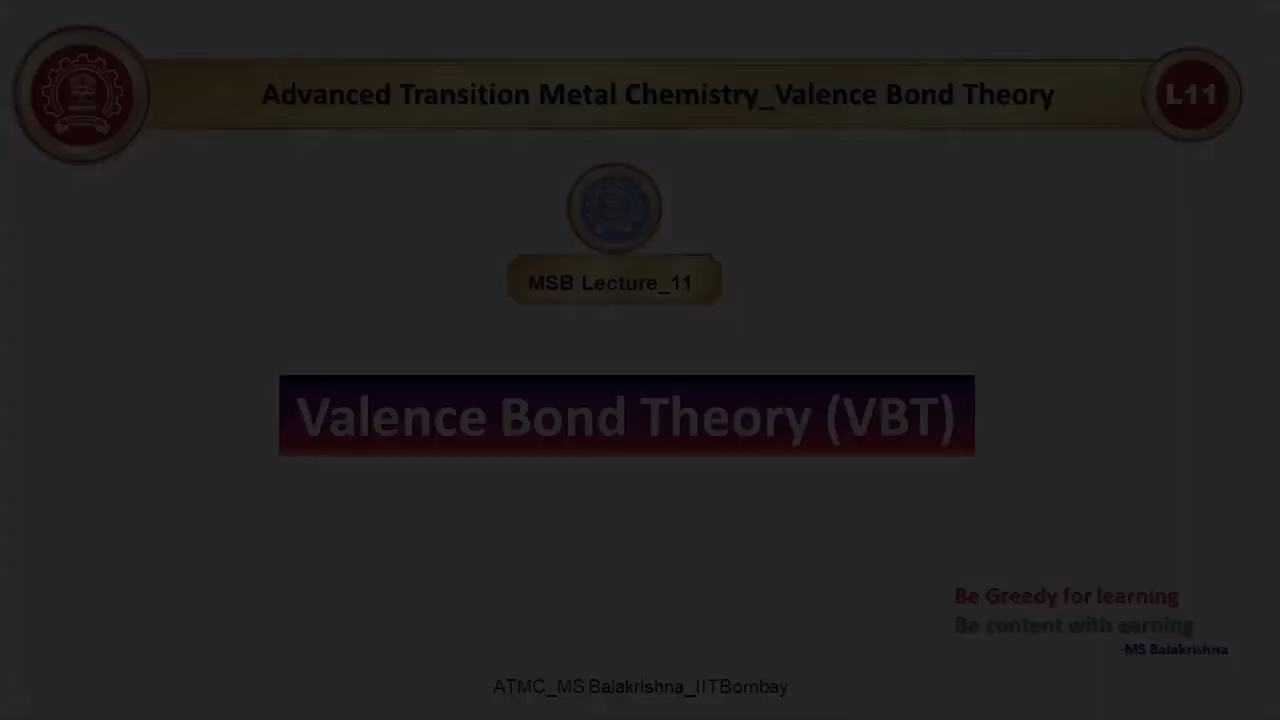 Advanced Transition Metal Chemistry_Valence Bond Theory
L11
MSB Lecture_11
Valence Bond Theory (VBT)
Be Greedy for learning
Be content with earning
-MS Balakrishna
ATMC_MS Balakrishna_IITBombay